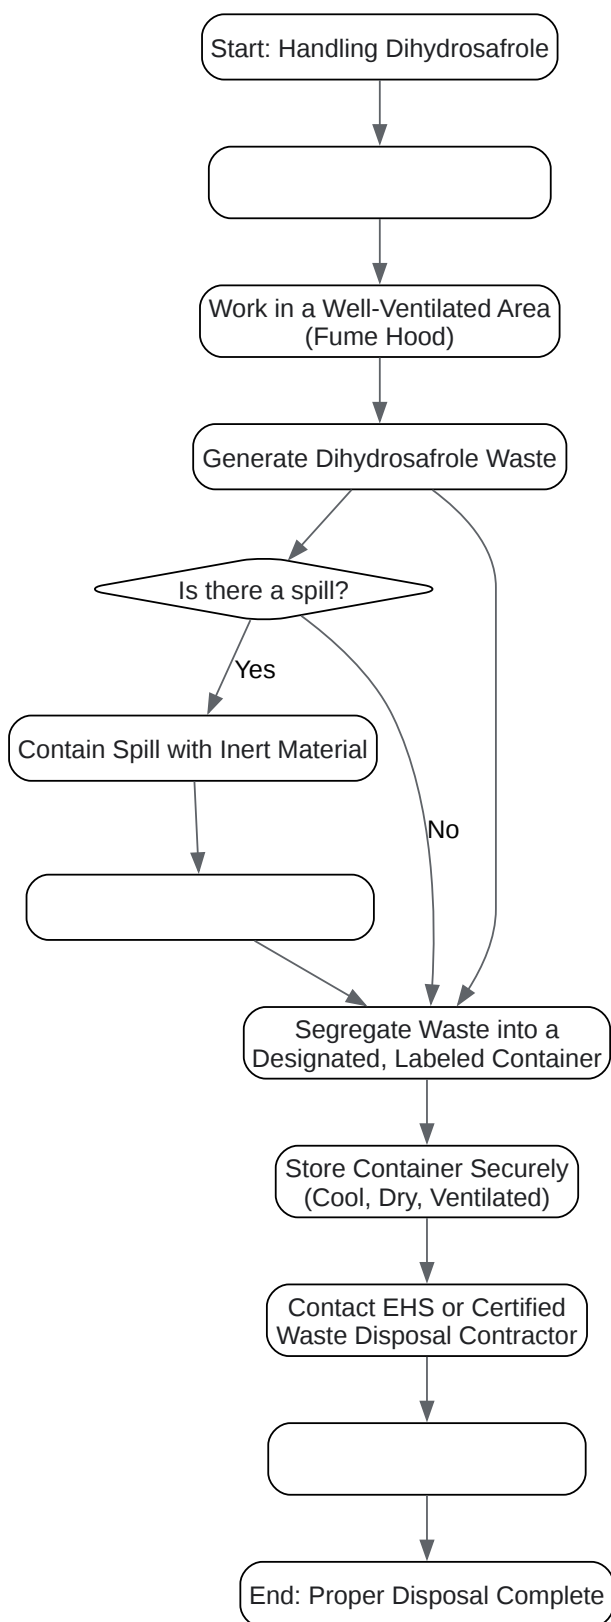 Start: Handling Dihydrosafrole
Work in a Well-Ventilated Area
(Fume Hood)
Generate Dihydrosafrole Waste
Is there a spill?
Yes
Contain Spill with Inert Material
No
Segregate Waste into a
Designated, Labeled Container
Store Container Securely
(Cool, Dry, Ventilated)
Contact EHS or Certified
Waste Disposal Contractor
End: Proper Disposal Complete